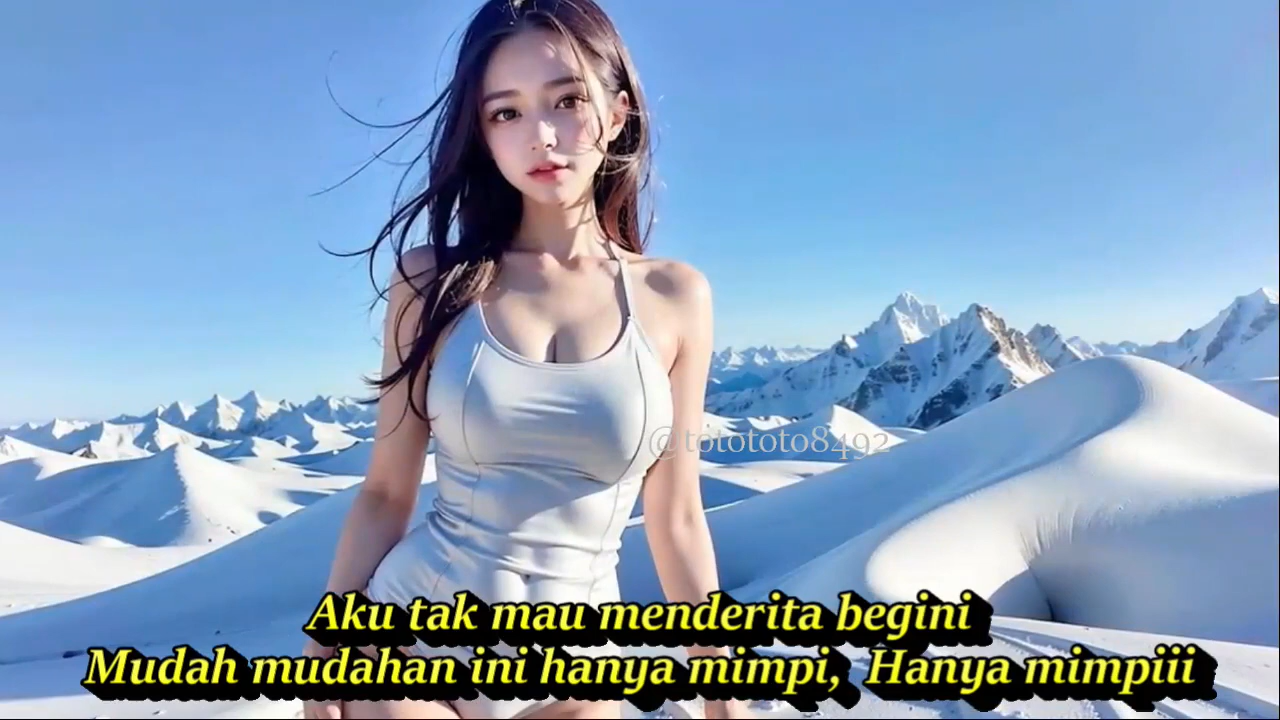 @totototo8492
Aku tak mau menderita begini
Mudah mudahan ini hanya mimpi, Hanya mimpiii